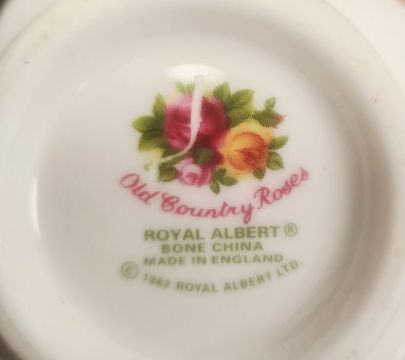 Old Country Roses
ROYAL ALBERT ®
BONE CHINA
MADE IN ENGLAND
© 1962 ROYAL ALBERT LTD.